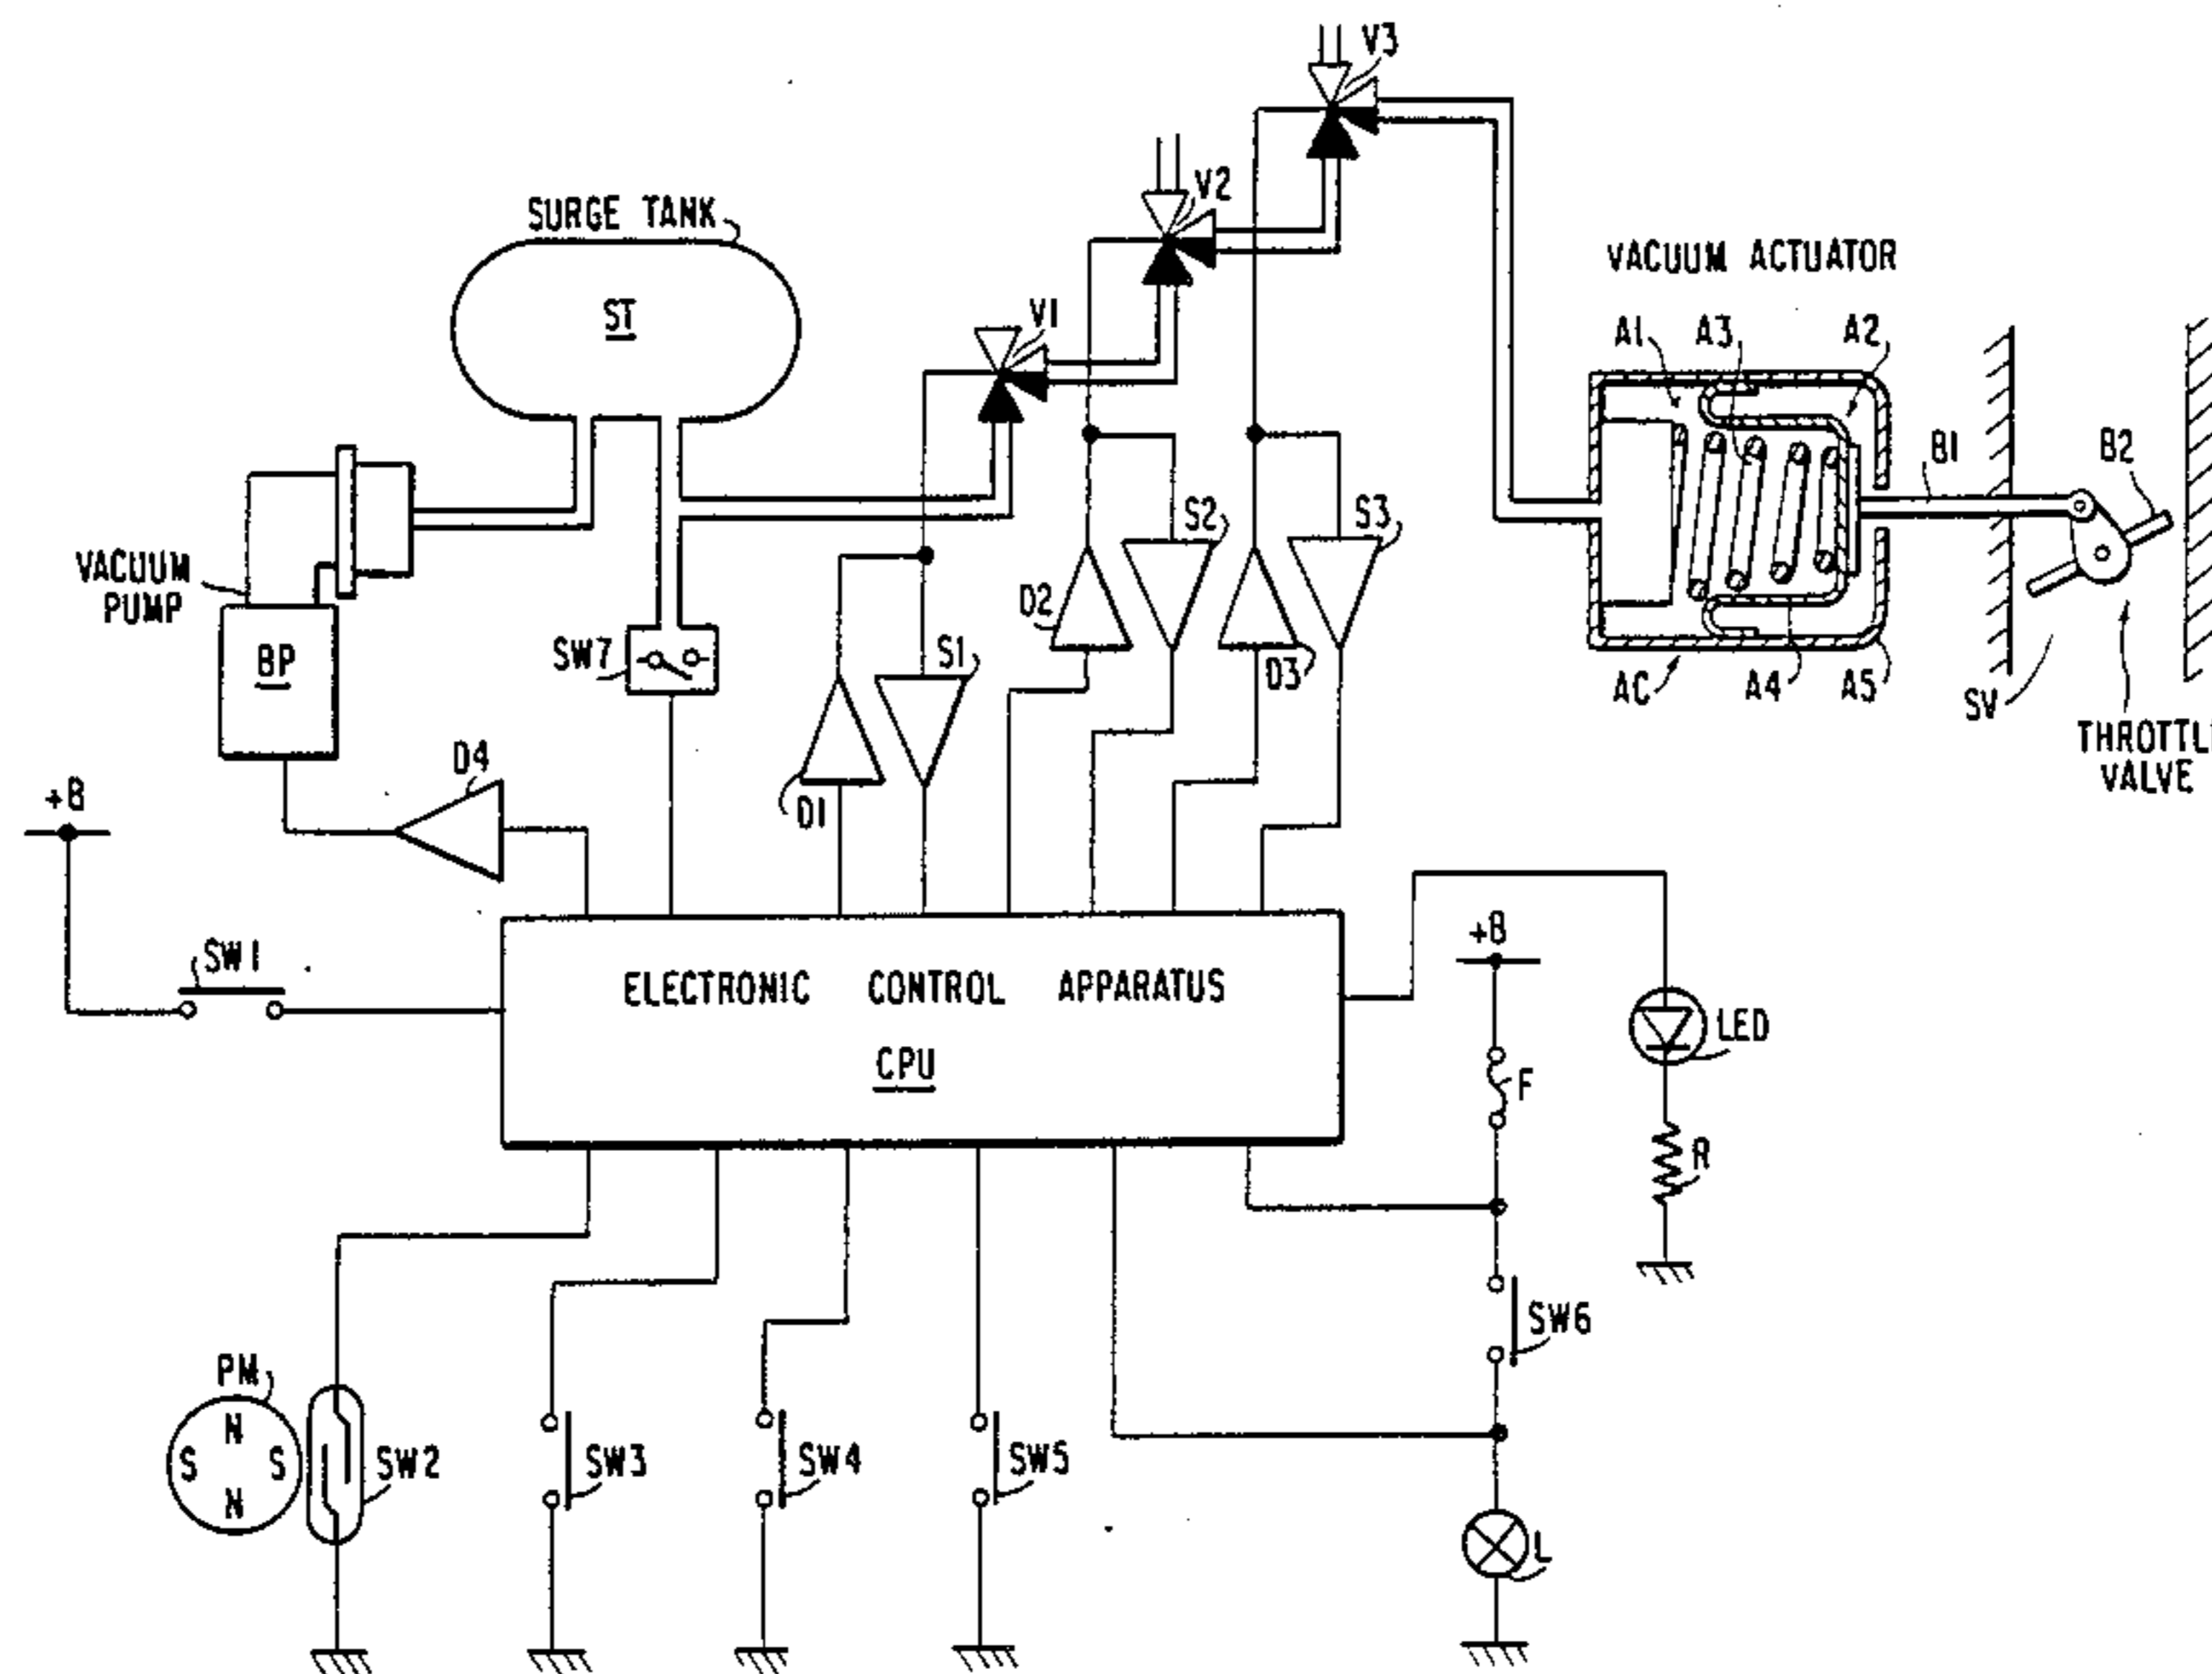 V3
V2
SURGE TANK
VACUUM ACTUATOR
ST
V1
A1
A3
A2
B1
B2
S2
S3
VACUUM
PUMP
D2
SW7
S1
BP
D3
AC
A4
A5
SV
THROTTL
VALVE
D4
+B
D1
+B
SW1
ELECTRONIC CONTROL APPARATUS
LED
CPU
F
R
SW6
PM
N
S S
N
SW2
SW3
SW4
SW5
L